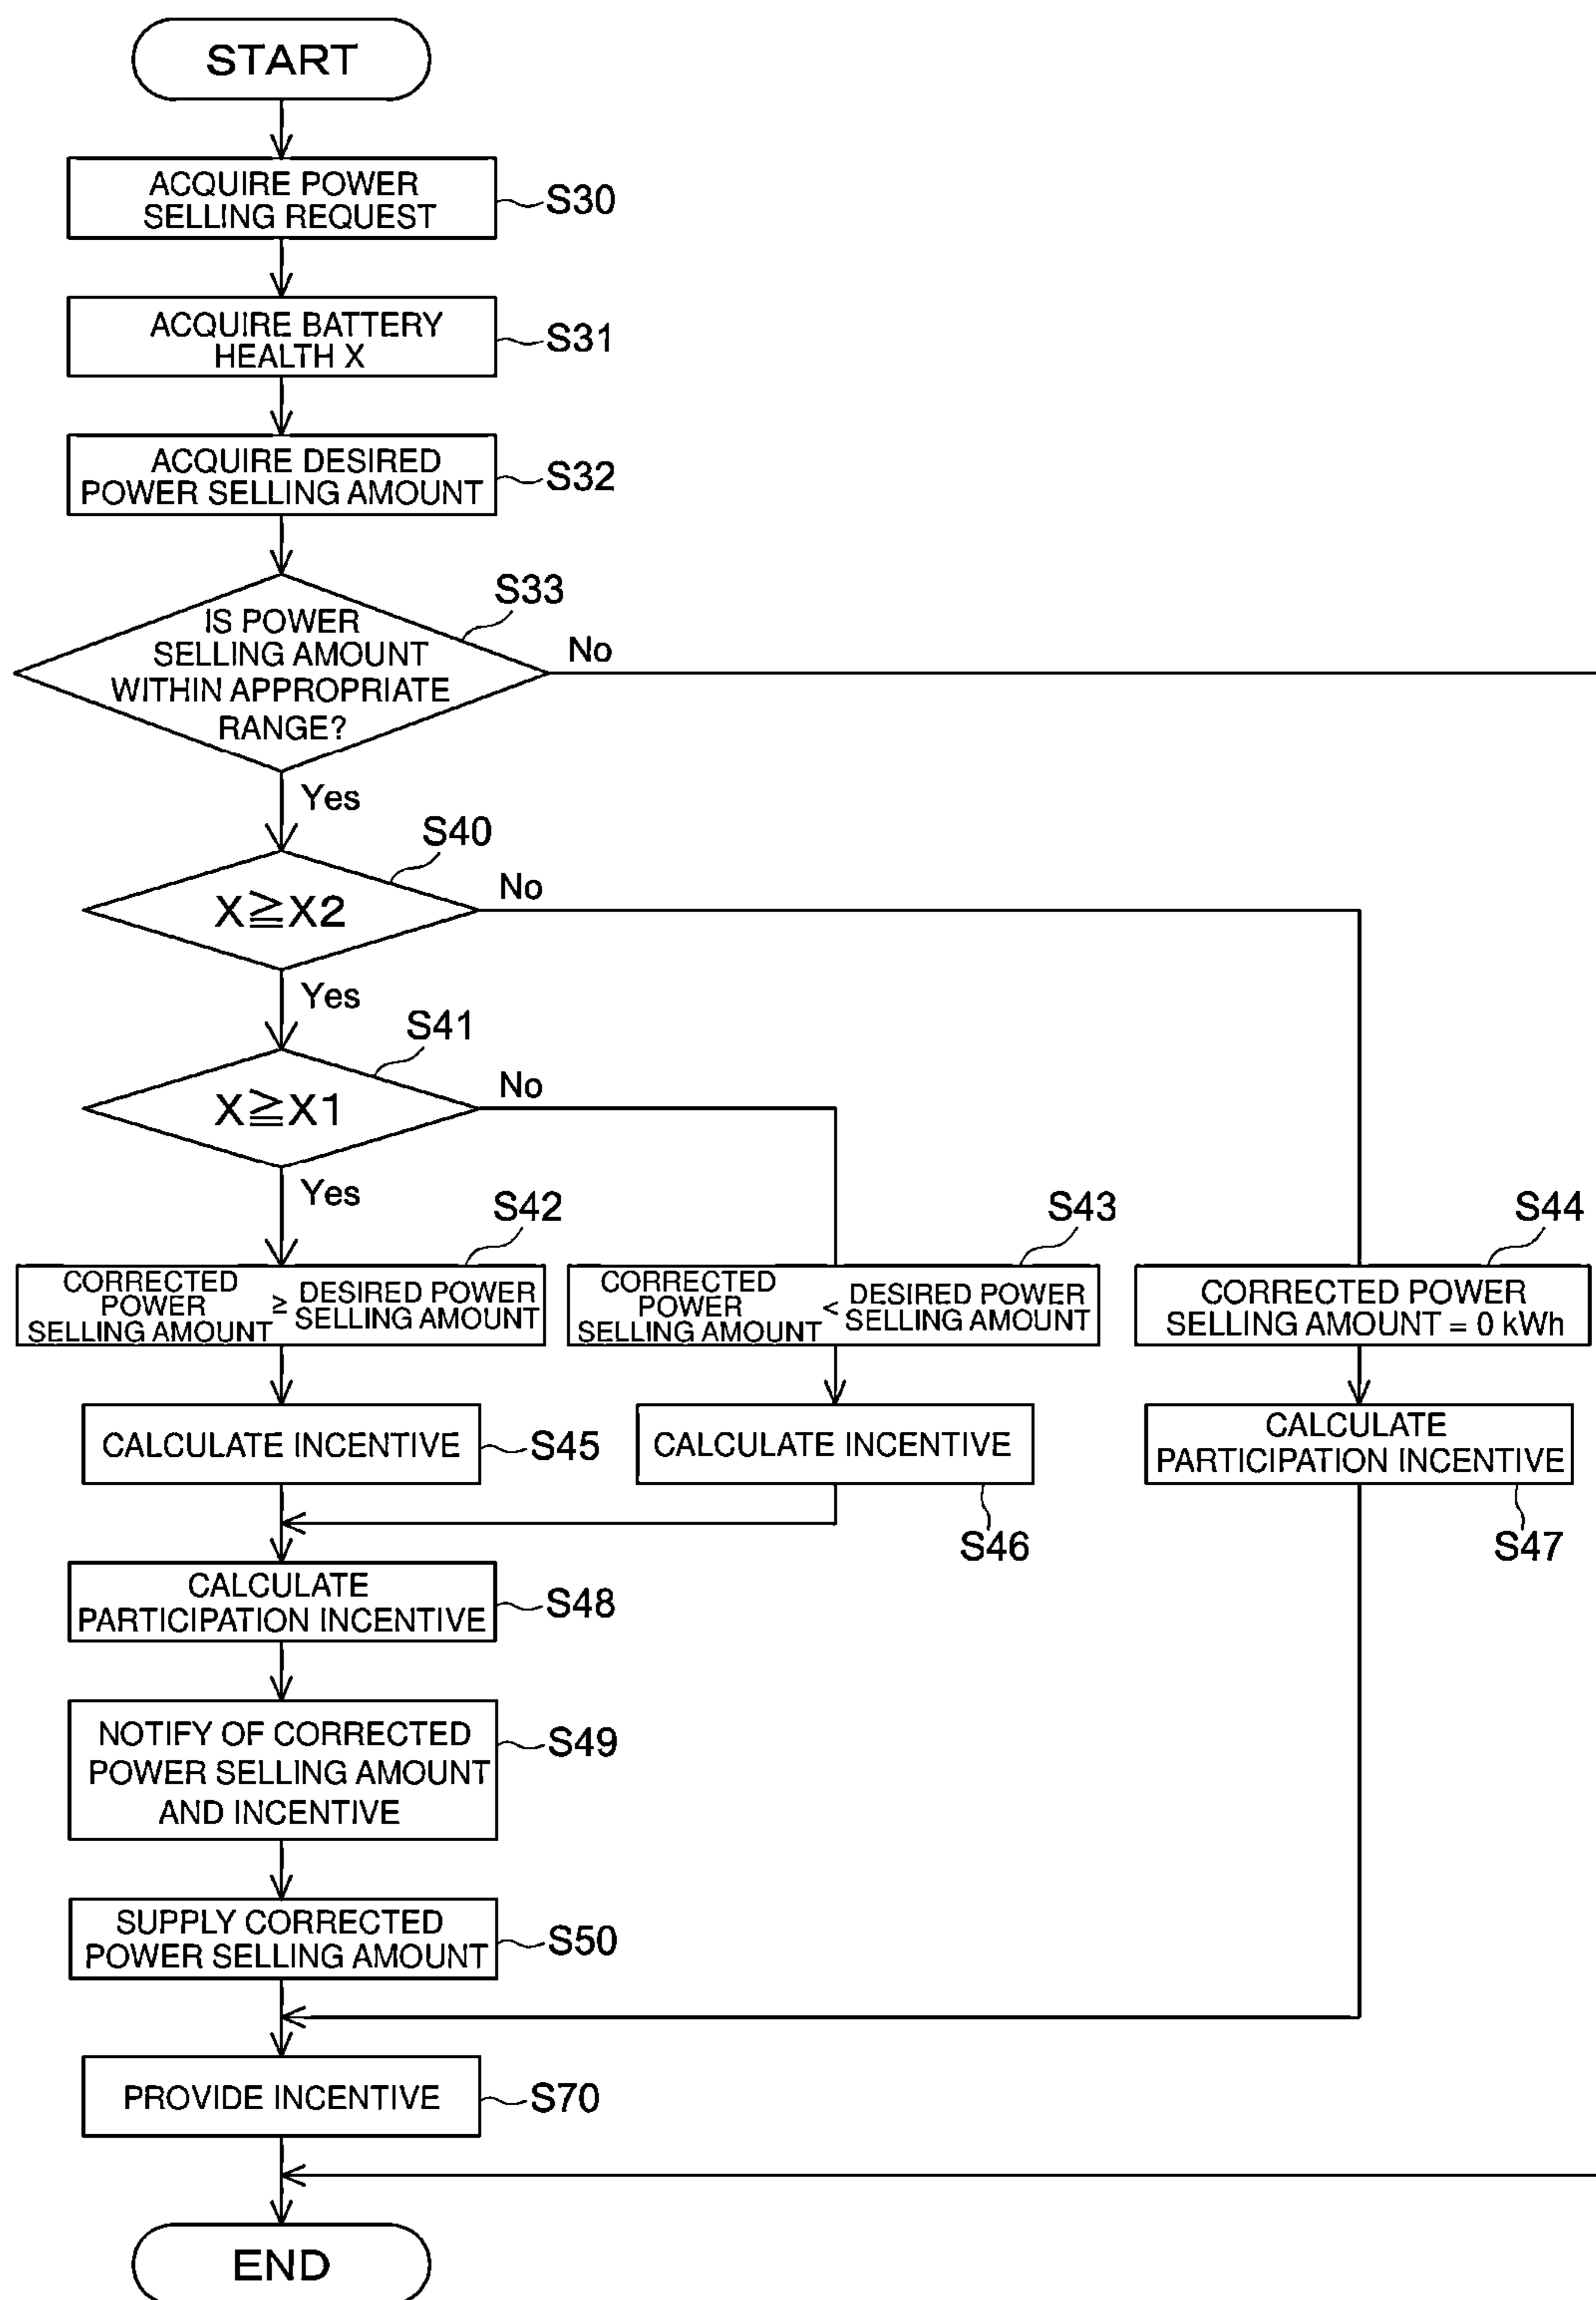 START
ACQUIRE POWER
SELLING REQUEST
S30
ACQUIRE BATTERY
HEALTH X
S31
ACQUIRE DESIRED
POWER SELLING AMOUNT
S32
S33
IS POWER
SELLING AMOUNT
WITHIN APPROPRIATE
RANGE?
No
Yes
S40
X≧X2
No
Yes
S41
X≧X1
No
Yes
S42
CORRECTED
POWER
SELLING AMOUNT
≥
DESIRED POWER
SELLING AMOUNT
S43
CORRECTED
POWER
SELLING AMOUNT
<
DESIRED POWER
SELLING AMOUNT
S44
CORRECTED POWER
SELLING AMOUNT = 0 kWh
CALCULATE INCENTIVE
S45
CALCULATE INCENTIVE
S46
CALCULATE
PARTICIPATION INCENTIVE
S47
CALCULATE
PARTICIPATION INCENTIVE
S48
NOTIFY OF CORRECTED
POWER SELLING AMOUNT
AND INCENTIVE
S49
SUPPLY CORRECTED
POWER SELLING AMOUNT
S50
PROVIDE INCENTIVE
S70
END